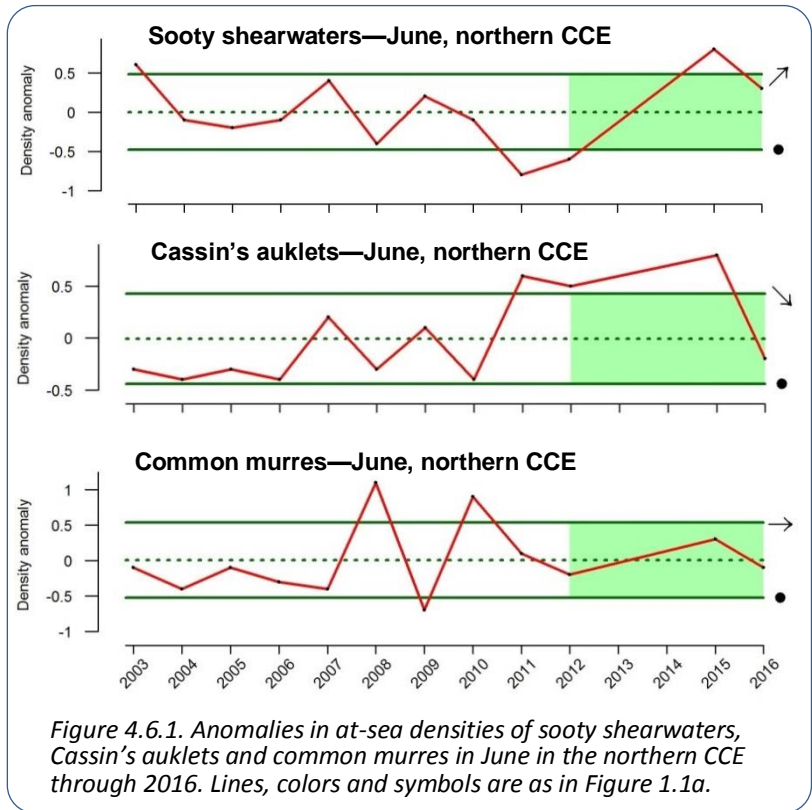 Sooty shearwaters—June, northern CCE
Density anomaly
0.5
0
-0.5
-1
Cassin's auklets—June, northern CCE
Density anomaly
0.5
0
-0.5
Common murres—June, northern CCE
Density anomaly
1
0.5
0
-0.5
-1
2003 2004 2005 2006 2007 2008 2009 2010 2011 2012 2013 2014 2015 2016
Figure 4.6.1. Anomalies in at-sea densities of sooty shearwaters,
Cassin's auklets and common murres in June in the northern CCE
through 2016. Lines, colors and symbols are as in Figure 1.1a.